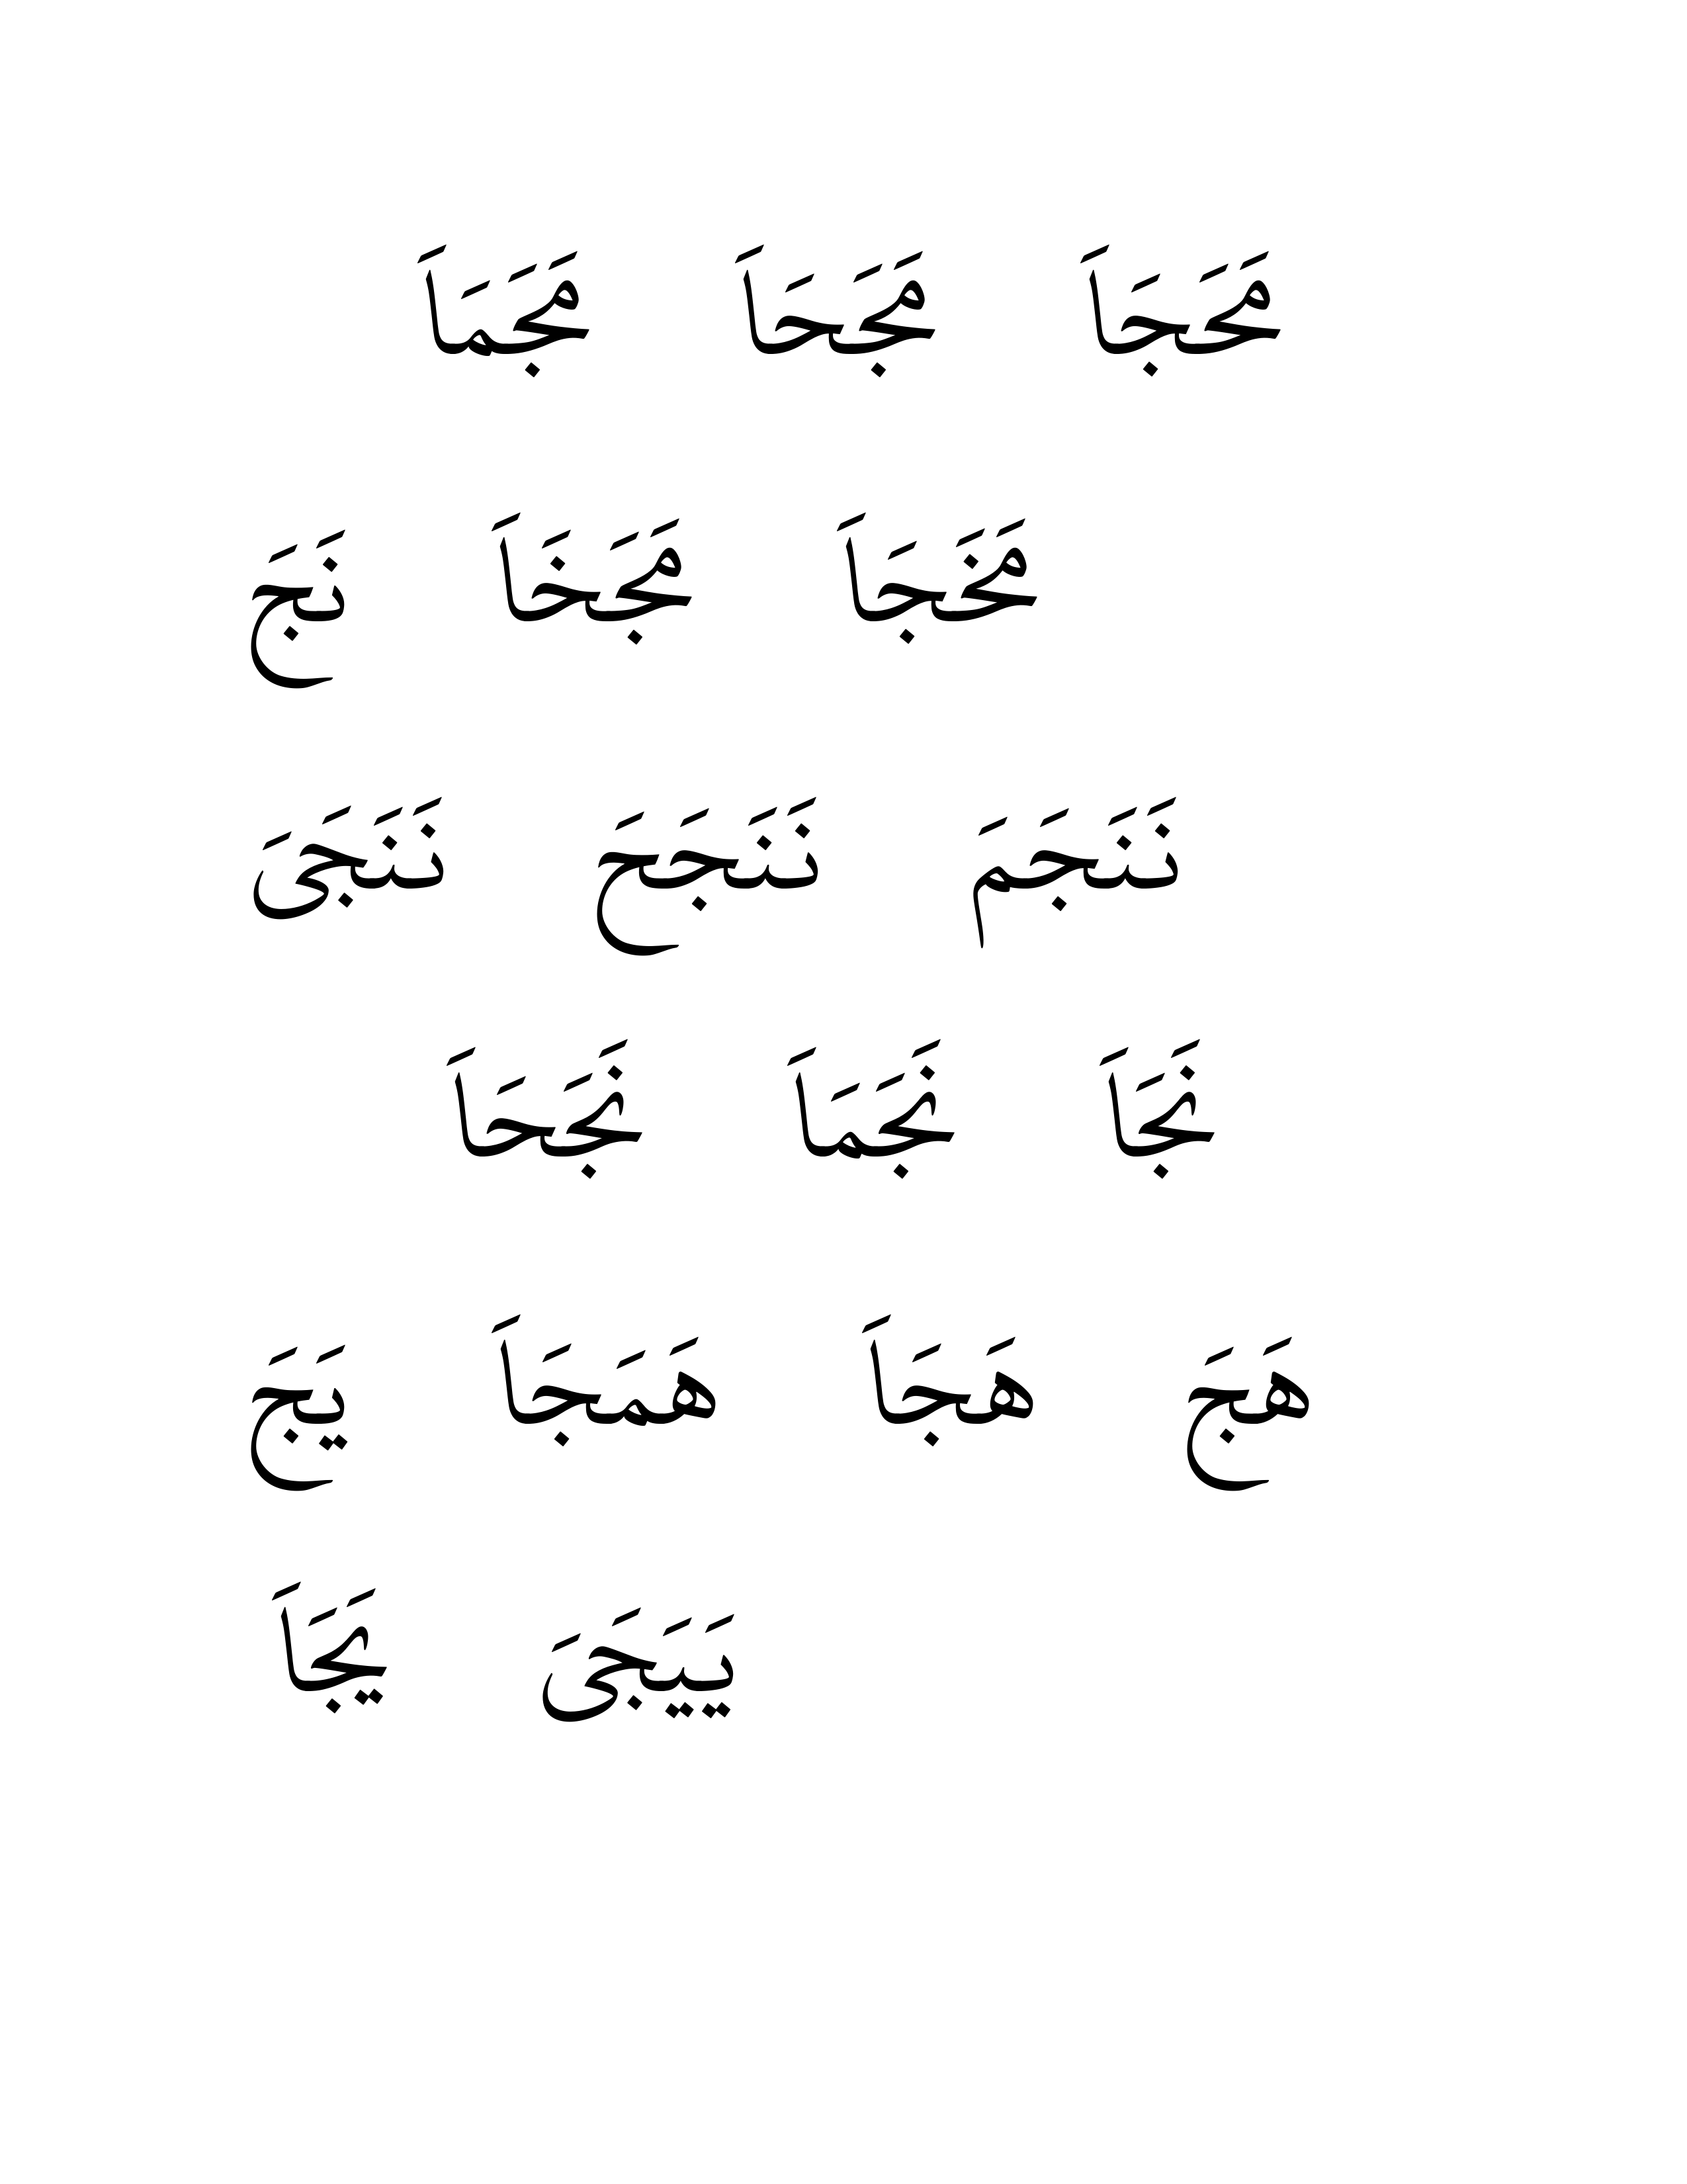 مَحَجَاَ مَجَحَاَ مَجَمَاَ
مَخَجَاَ مَجَخَاَ نَجَ
نَنَجَمَ نَنَجَحَ نَنَجَىَ
نَجَاَ نَجَمَاَ نَجَحَاَ
هَجَ هَجَاَ هَمَجَاَ يَجَ
يَيَجَىَ يَجَاَ